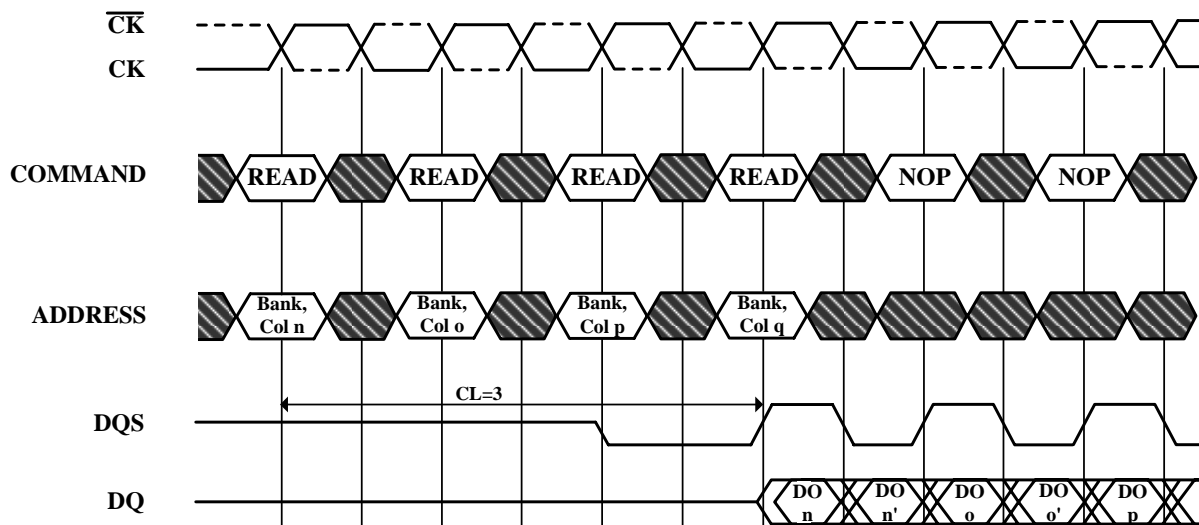 CK
CK
COMMAND
READ READ READ READ NOP NOP
ADDRESS
Bank, Bank, Bank, Bank,
Col n Col o Col p Col q
CL=3
DQS
DQ
DO DO DO DO DO
n n' o o' p